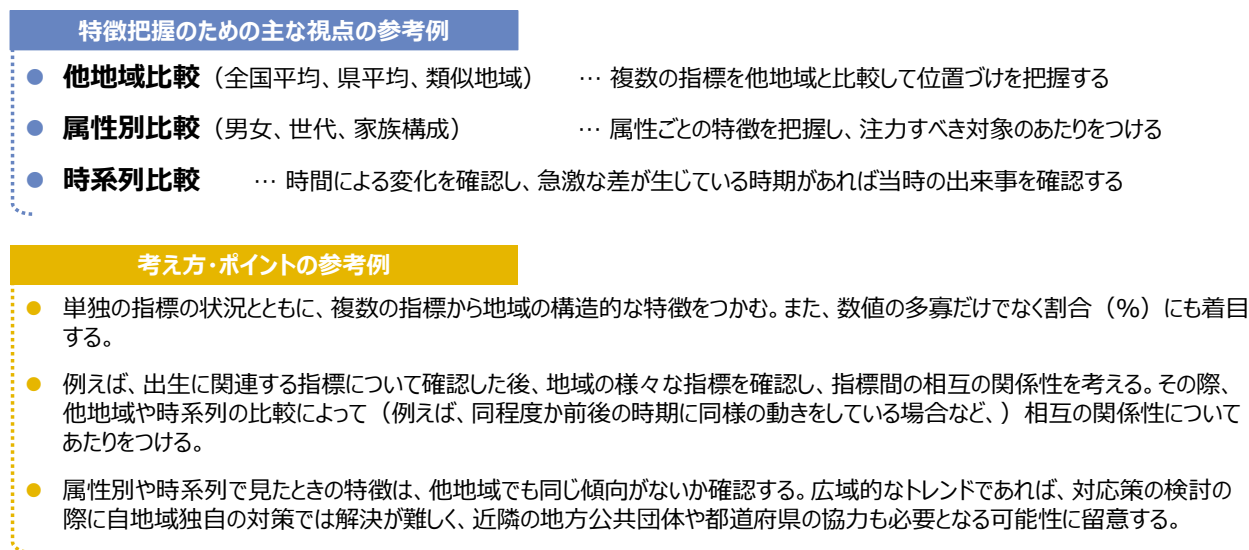 特徴把握のための主な視点の参考例
● 他地域比較（全国平均、県平均、類似地域） … 複数の指標を他地域と比較して位置づけを把握する
● 属性別比較（男女、世代、家族構成） … 属性ごとの特徴を把握し、注力すべき対象のあたりをつける
● 時系列比較 … 時間による変化を確認し、急激な差が生じている時期があれば当時の出来事を確認する
考え方・ポイントの参考例
● 単独の指標の状況とともに、複数の指標から地域の構造的な特徴をつかむ。また、数値の多寡だけでなく割合（％）にも着目
する。
● 例えば、出生に関連する指標について確認した後、地域の様々な指標を確認し、指標間の相互の関係性を考える。その際、
他地域や時系列の比較によって（例えば、同程度か前後の時期に同様の動きをしている場合など、）相互の関係性について
あたりをつける。
● 属性別や時系列で見たときの特徴は、他地域でも同じ傾向がないか確認する。広域的なトレンドであれば、対応策の検討の
際に自地域独自の対策では解決が難しく、近隣の地方公共団体や都道府県の協力も必要となる可能性に留意する。